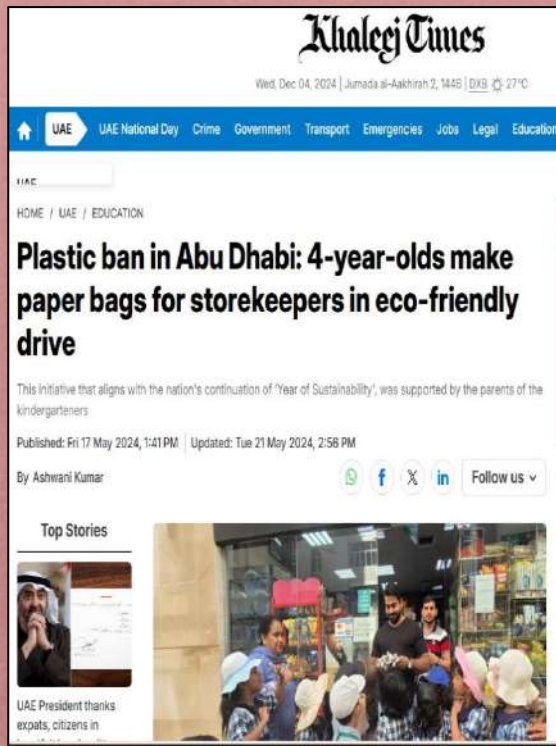 Khaleej Times
Wed, Dec 04, 2024 | Jumada al-Aakhirah 2, 1446 | DXB 27°C
UAE UAE National Day Crime Government Transport Emergencies Jobs Legal Education
UAE
HOME / UAE / EDUCATION
Plastic ban in Abu Dhabi: 4-year-olds make
paper bags for storekeepers in eco-friendly
drive
This initiative that aligns with the nation's continuation of 'Year of Sustainability', was supported by the parents of the
kindergarteners
Published: Fri 17 May 2024, 1:41 PM | Updated: Tue 21 May 2024, 2:56 PM
By Ashwani Kumar
Follow us
Top Stories
UAE President thanks
expats, citizens in